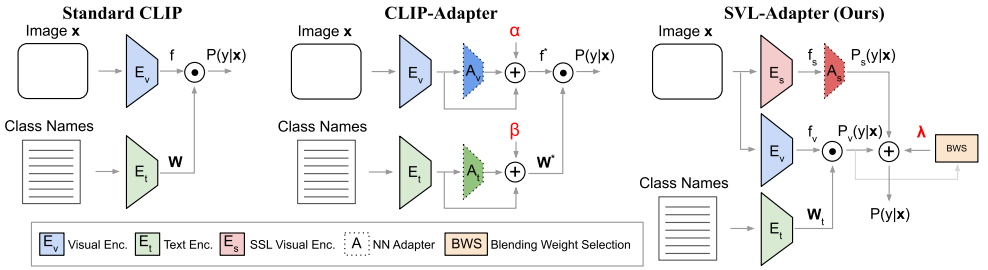 Standard CLIP
Image x
E_v
f
P(y|x)
Class Names
E_t
W
CLIP-Adapter
Image x
E_v
A_v
α
f*
P(y|x)
Class Names
E_t
A_t
β
W*
SVL-Adapter (Ours)
Image x
E_s
f_s
A_s
P_s(y|x)
E_v
f_v
P_v(y|x)
λ
BWS
Class Names
E_t
W_t
P(y|x)
E_v Visual Enc. E_t Text Enc. E_s SSL Visual Enc. A NN Adapter BWS Blending Weight Selection